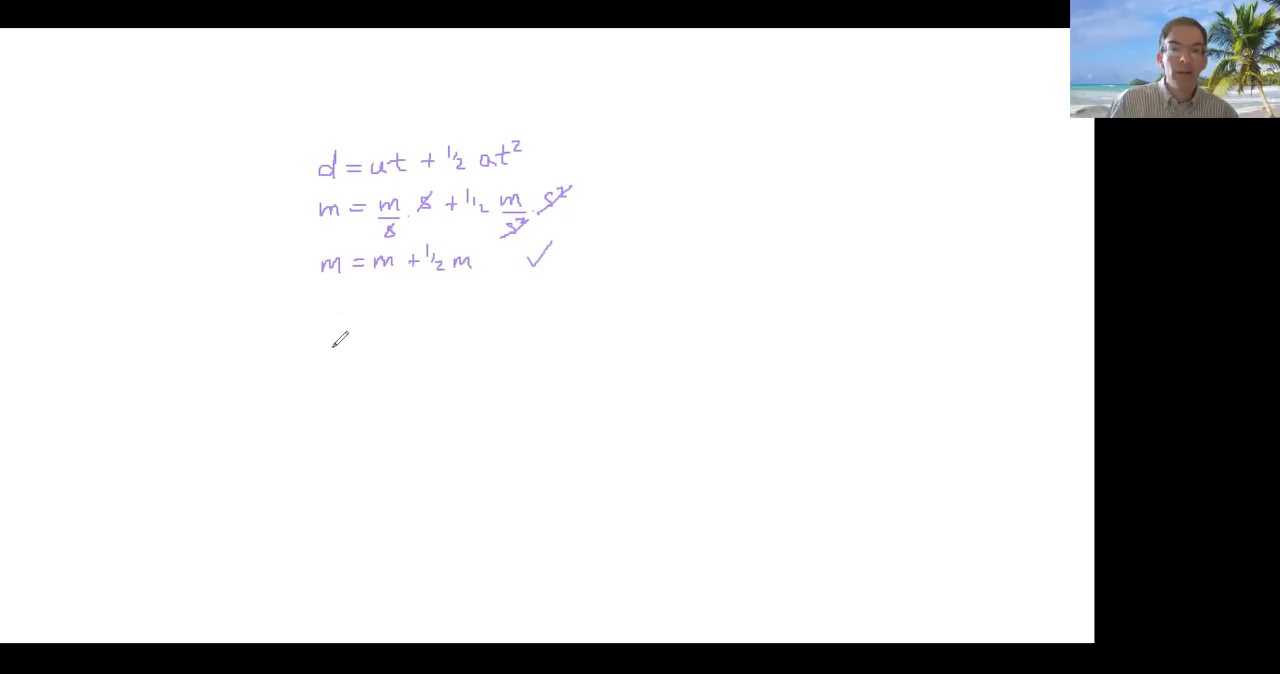 d = ut + 1/2 at²
m = m/s · s + 1/2 m/s² · s²
m = m + 1/2 m ✓